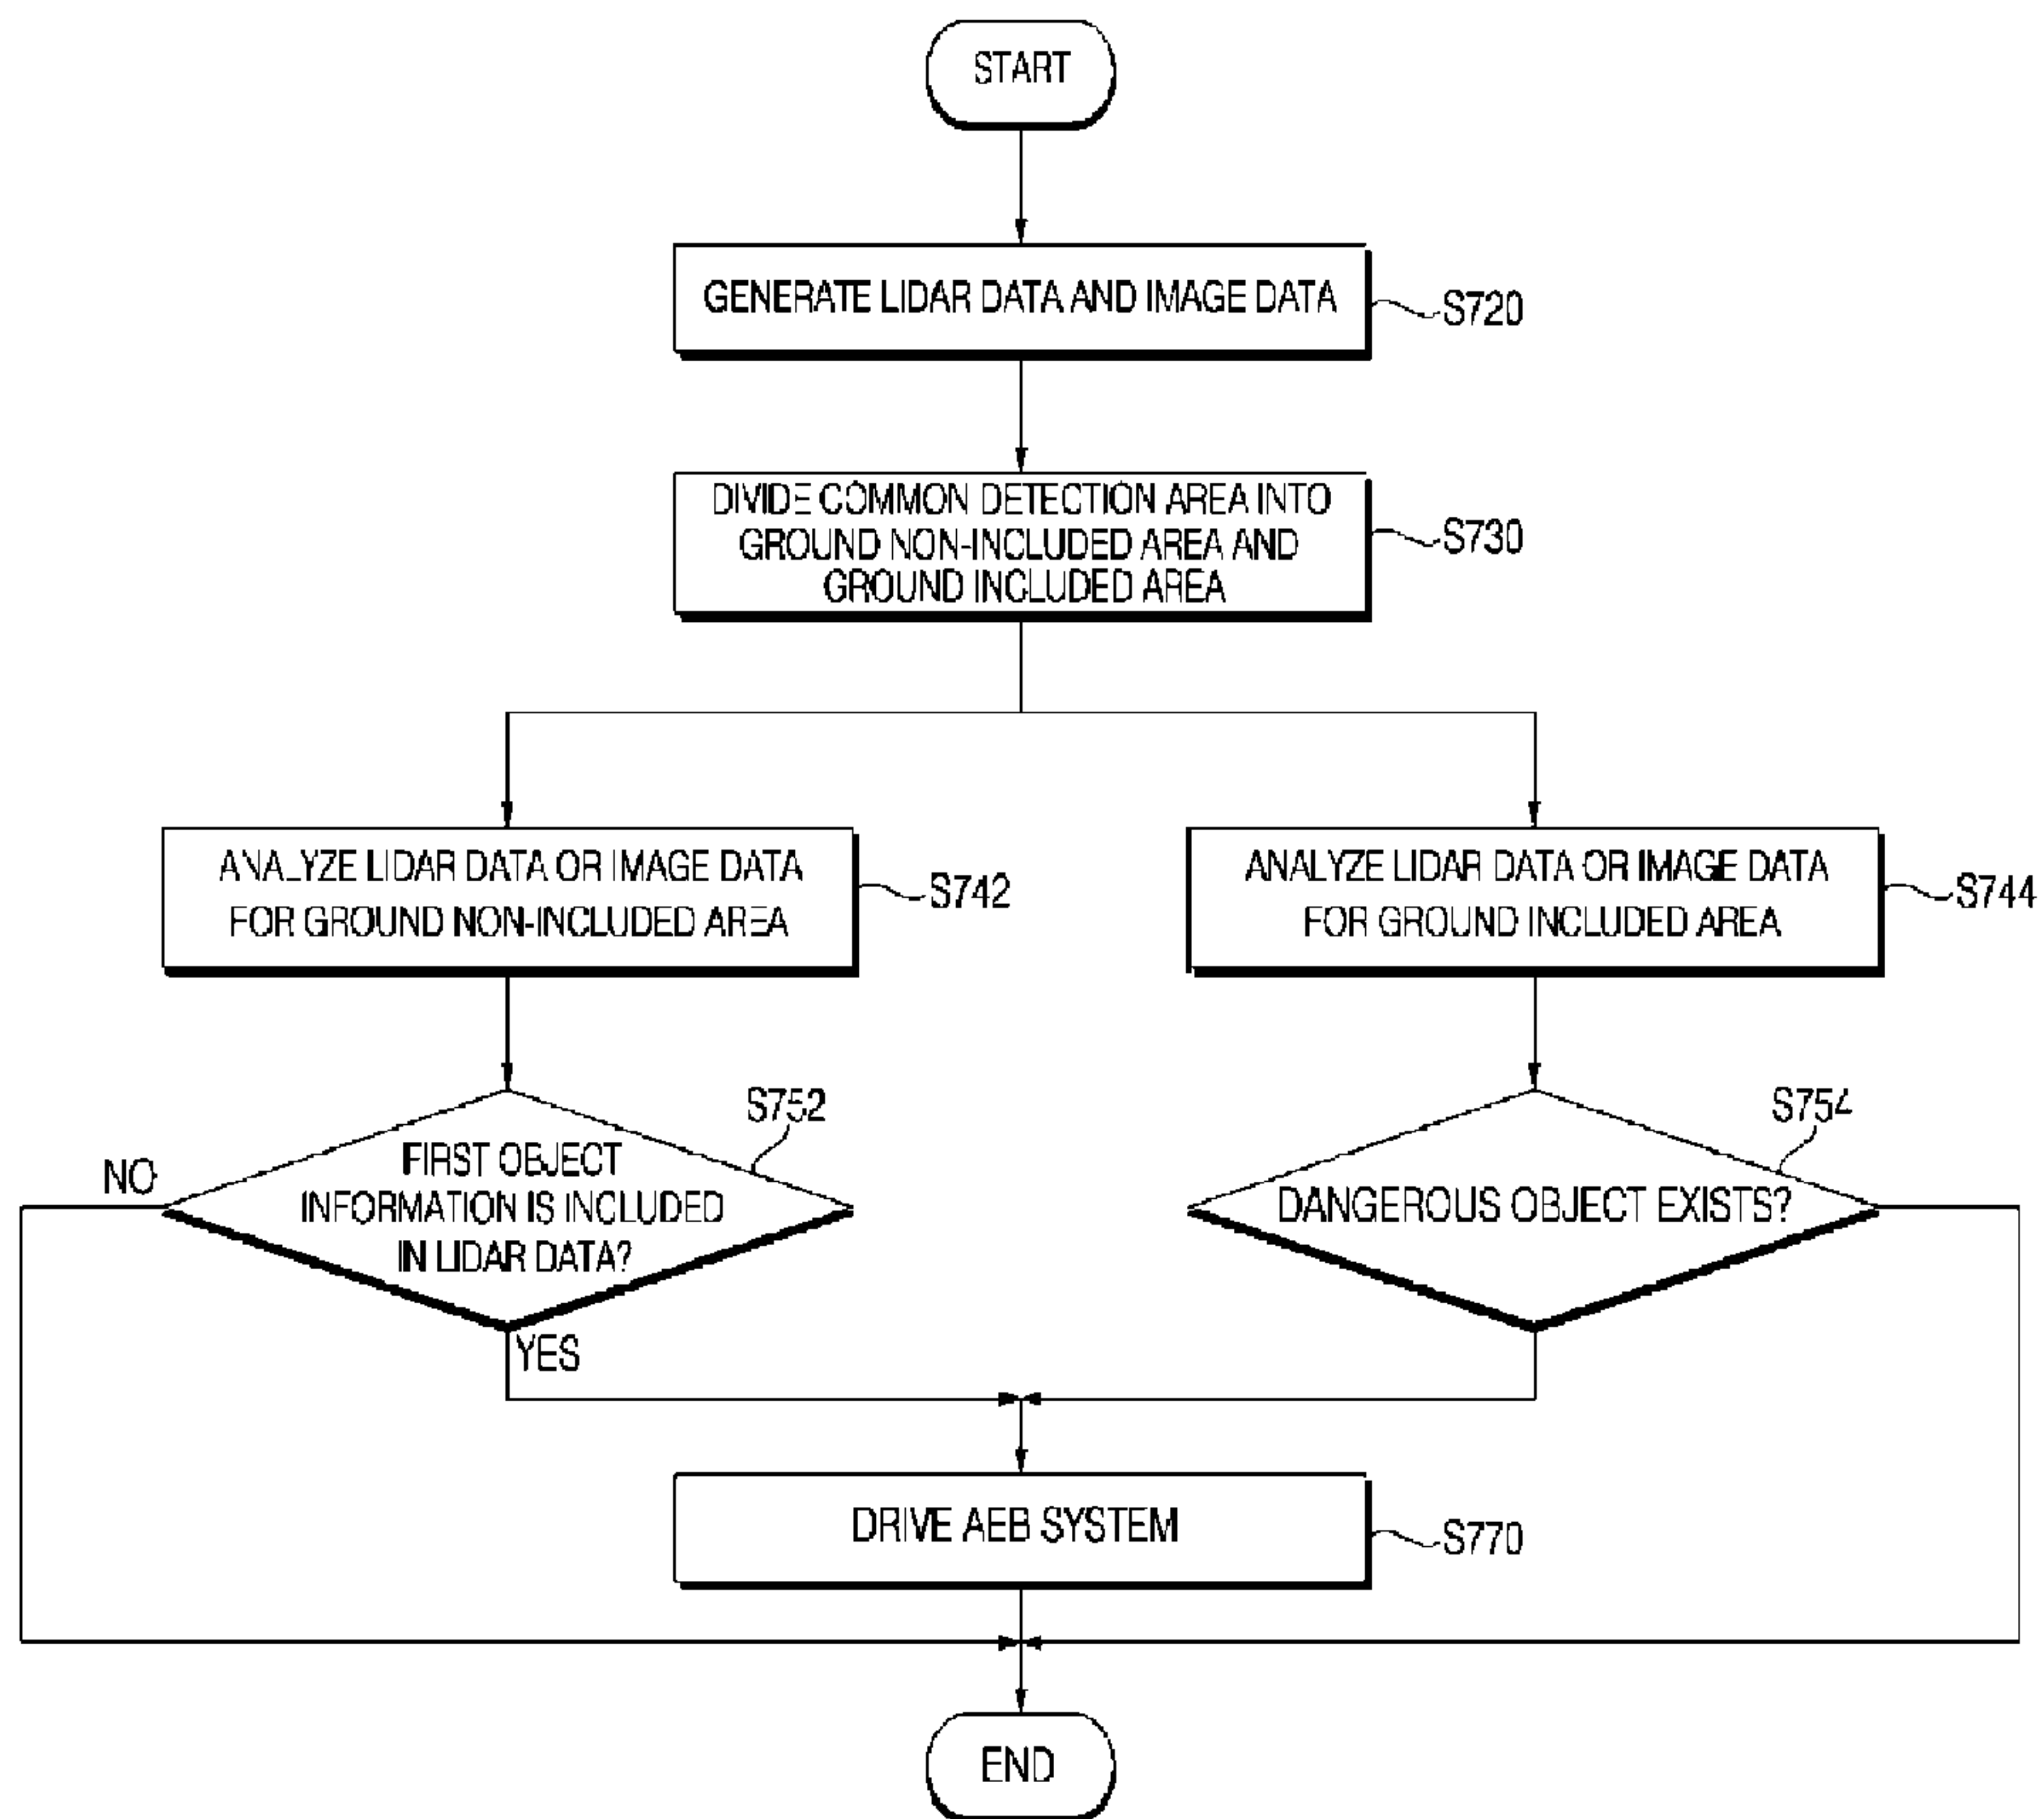 START
GENERATE LIDAR DATA AND IMAGE DATA
S720
DIVIDE COMMON DETECTION AREA INTO
GROUND NON-INCLUDED AREA AND
GROUND INCLUDED AREA
S730
ANALYZE LIDAR DATA OR IMAGE DATA
FOR GROUND NON-INCLUDED AREA
S742
ANALYZE LIDAR DATA OR IMAGE DATA
FOR GROUND INCLUDED AREA
S744
S752
NO
FIRST OBJECT
INFORMATION IS INCLUDED
IN LIDAR DATA?
YES
S754
DANGEROUS OBJECT EXISTS?
DRIVE AEB SYSTEM
S770
END